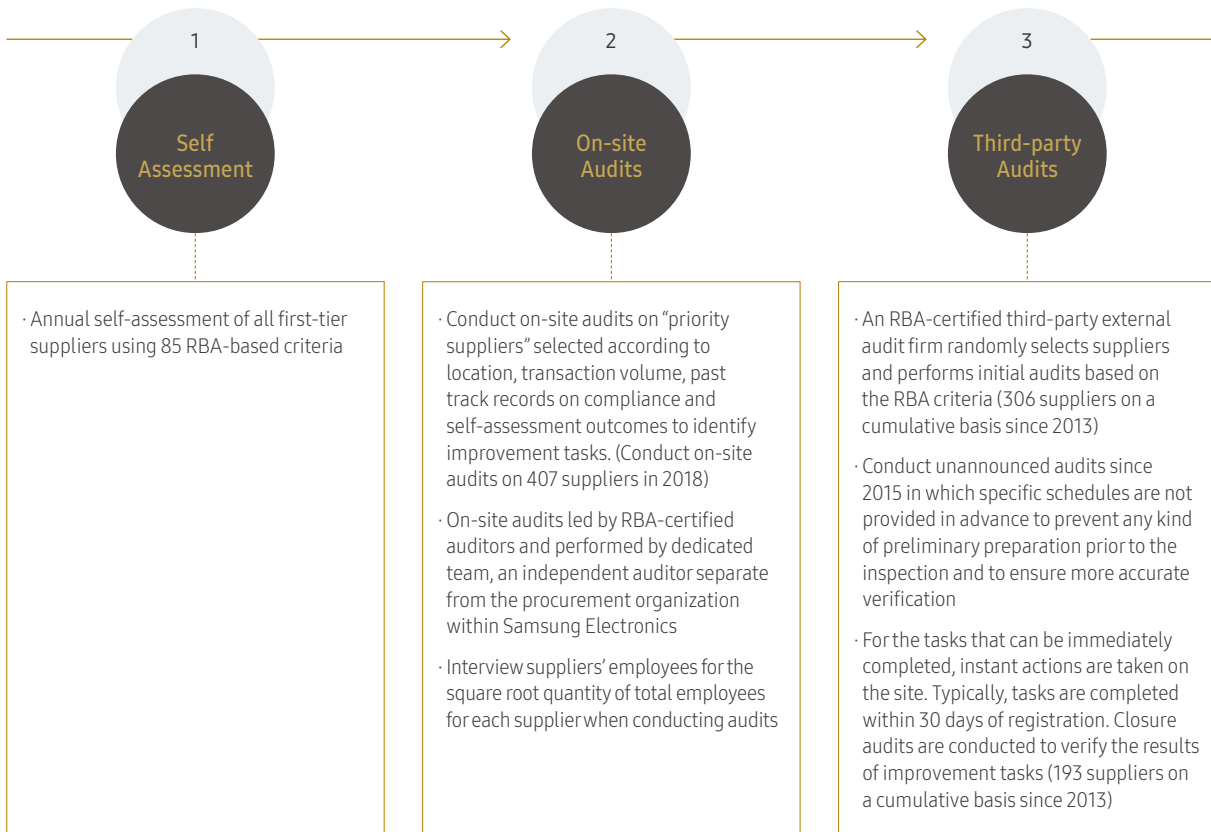 1
Self
Assessment
· Annual self-assessment of all first-tier
suppliers using 85 RBA-based criteria
2
On-site
Audits
· Conduct on-site audits on “priority
suppliers” selected according to
location, transaction volume, past
track records on compliance and
self-assessment outcomes to identify
improvement tasks. (Conduct on-site
audits on 407 suppliers in 2018)
· On-site audits led by RBA-certified
auditors and performed by dedicated
team, an independent auditor separate
from the procurement organization
within Samsung Electronics
· Interview suppliers’ employees for the
square root quantity of total employees
for each supplier when conducting audits
3
Third-party
Audits
· An RBA-certified third-party external
audit firm randomly selects suppliers
and performs initial audits based on
the RBA criteria (306 suppliers on a
cumulative basis since 2013)
· Conduct unannounced audits since
2015 in which specific schedules are not
provided in advance to prevent any kind
of preliminary preparation prior to the
inspection and to ensure more accurate
verification
· For the tasks that can be immediately
completed, instant actions are taken on
the site. Typically, tasks are completed
within 30 days of registration. Closure
audits are conducted to verify the results
of improvement tasks (193 suppliers on
a cumulative basis since 2013)